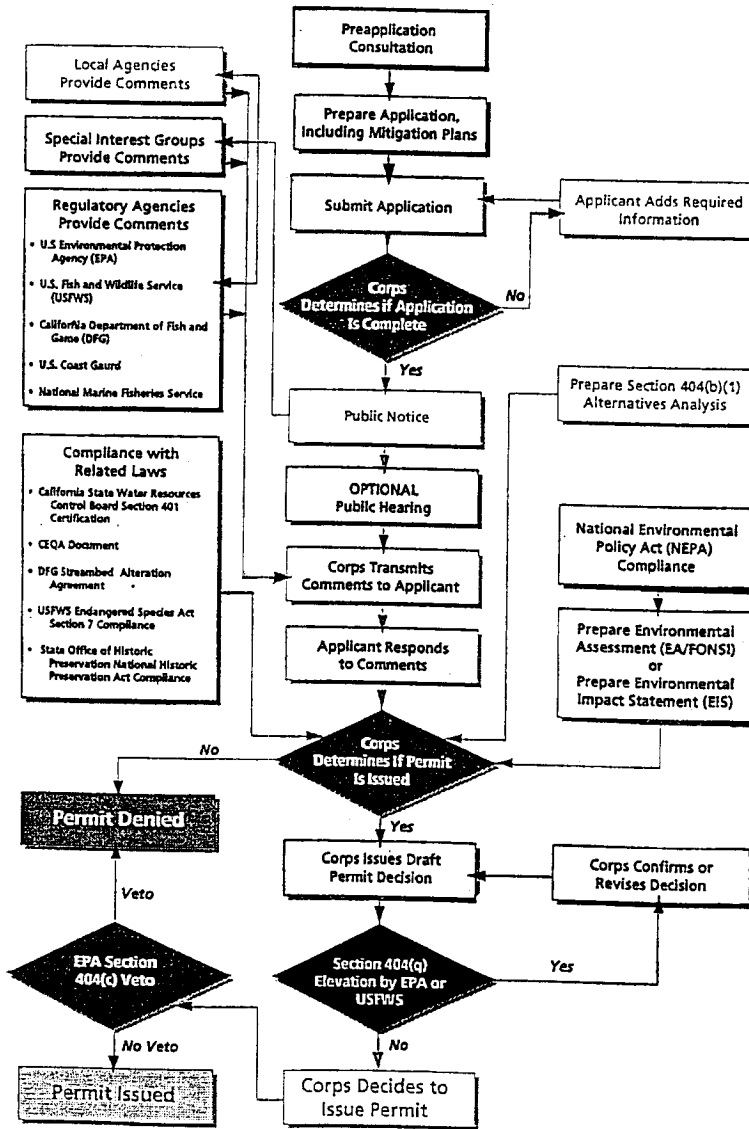 Preapplication
Consultation
Local Agencies
Provide Comments
Prepare Application,
Including Mitigation Plans
Special Interest Groups
Provide Comments
Submit Application
Applicant Adds Required
Information
Regulatory Agencies
Provide Comments
• U.S Environmental Protection
Agency (EPA)
• U.S. Fish and Wildlife Service
(USFWS)
• California Department of Fish and
Game (DFG)
• U.S. Coast Gaurd
• National Marine Fisheries Service
Corps
Determines if Application
Is Complete
No
Yes
Public Notice
Prepare Section 404(b)(1)
Alternatives Analysis
OPTIONAL
Public Hearing
Compliance with
Related Laws
• California State Water Resources
Control Board Section 401
Certification
• CEQA Document
• DFG Streambed Alteration
Agreement
• USFWS Endangered Species Act
Section 7 Compliance
• State Office of Historic
Preservation National Historic
Preservation Act Compliance
National Environmental
Policy Act (NEPA)
Compliance
Corps Transmits
Comments to Applicant
Applicant Responds
to Comments
Prepare Environmental
Assessment (EA/FONSI)
or
Prepare Environmental
Impact Statement (EIS)
Corps
Determines If Permit
Is Issued
No
Permit Denied
Yes
Corps Issues Draft
Permit Decision
Corps Confirms or
Revises Decision
Veto
EPA Section
404(c) Veto
Section 404(q)
Elevation by EPA or
USFWS
Yes
No Veto
No
Permit Issued
Corps Decides to
Issue Permit